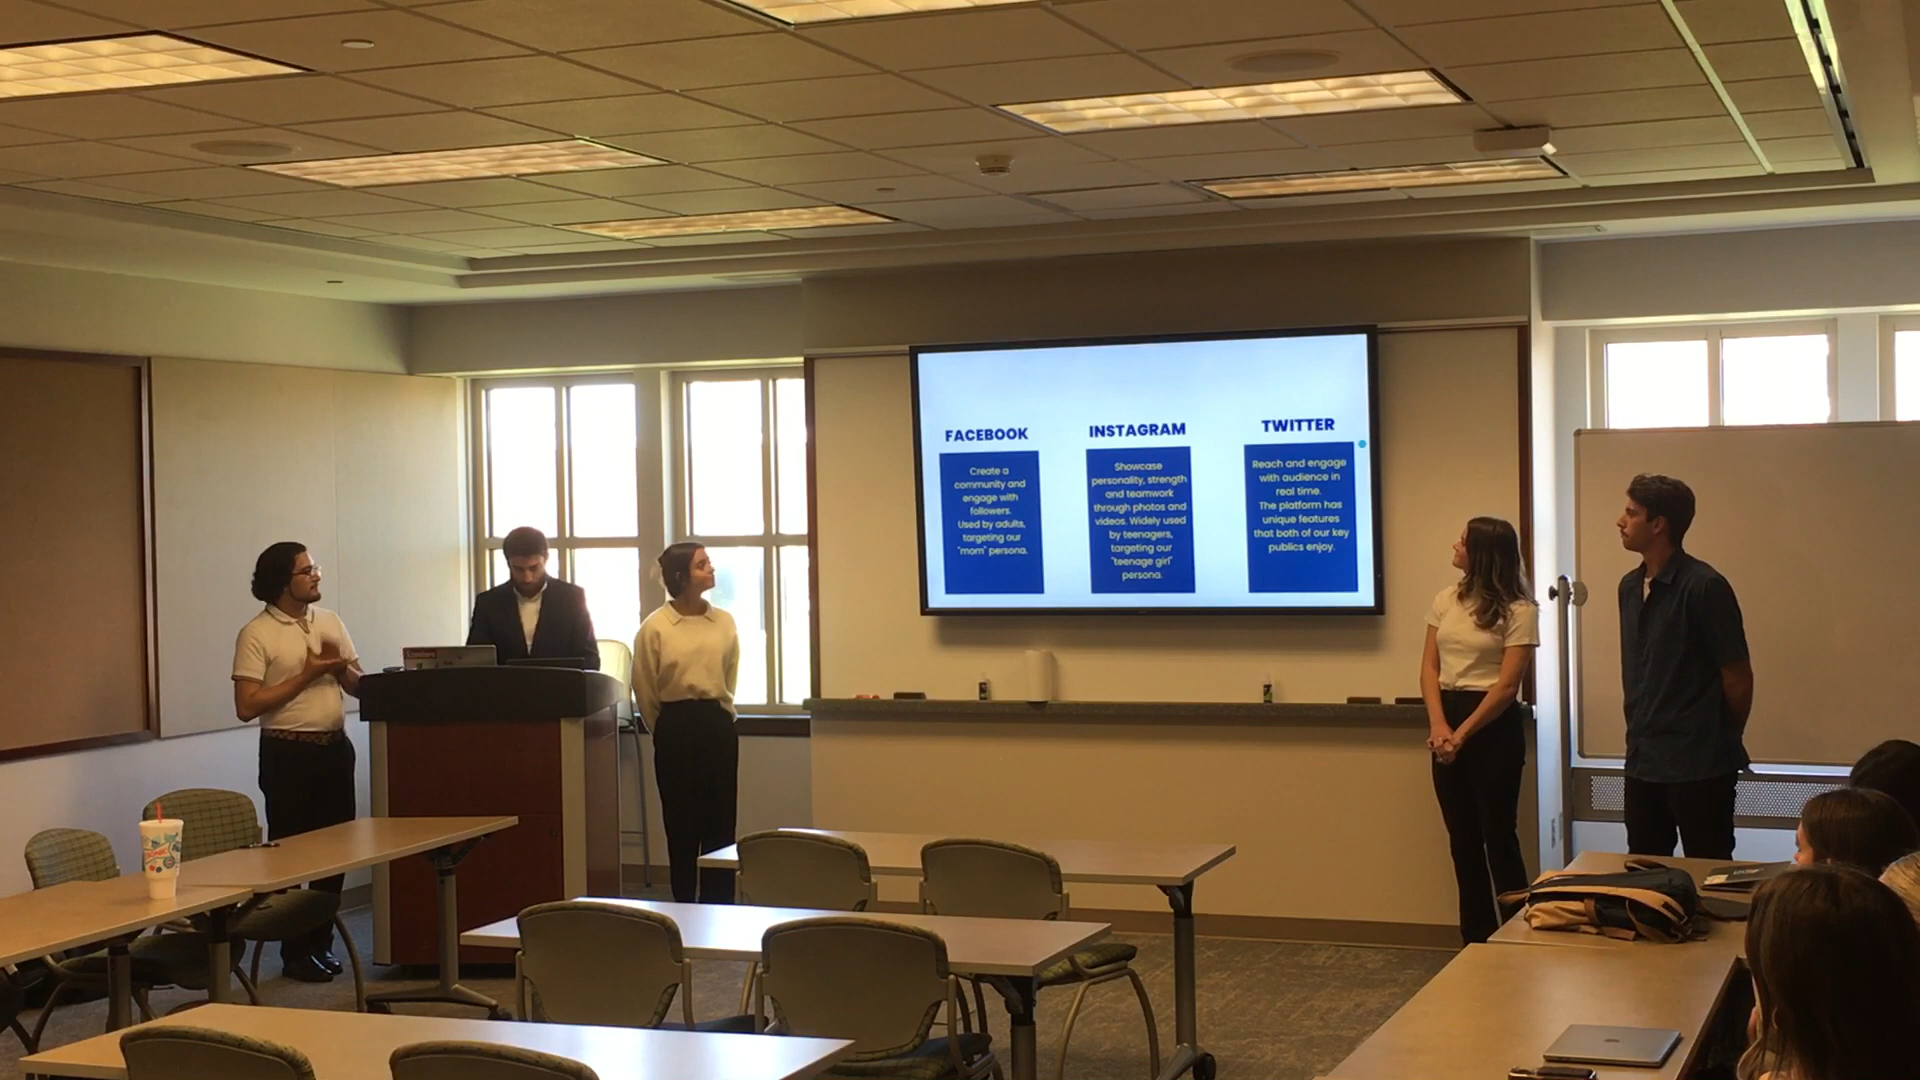 FACEBOOK
Create a
community and
engage with
followers.
Used by adults,
targeting our
"mom" persona.
INSTAGRAM
Showcase
personality, strength
and teamwork
through photos and
videos. Widely used
by teenagers,
targeting our
"teenage girl"
persona.
TWITTER
Reach and engage
with audience in
real time.
The platform has
unique features
that both of our key
publics enjoy.
SONIC